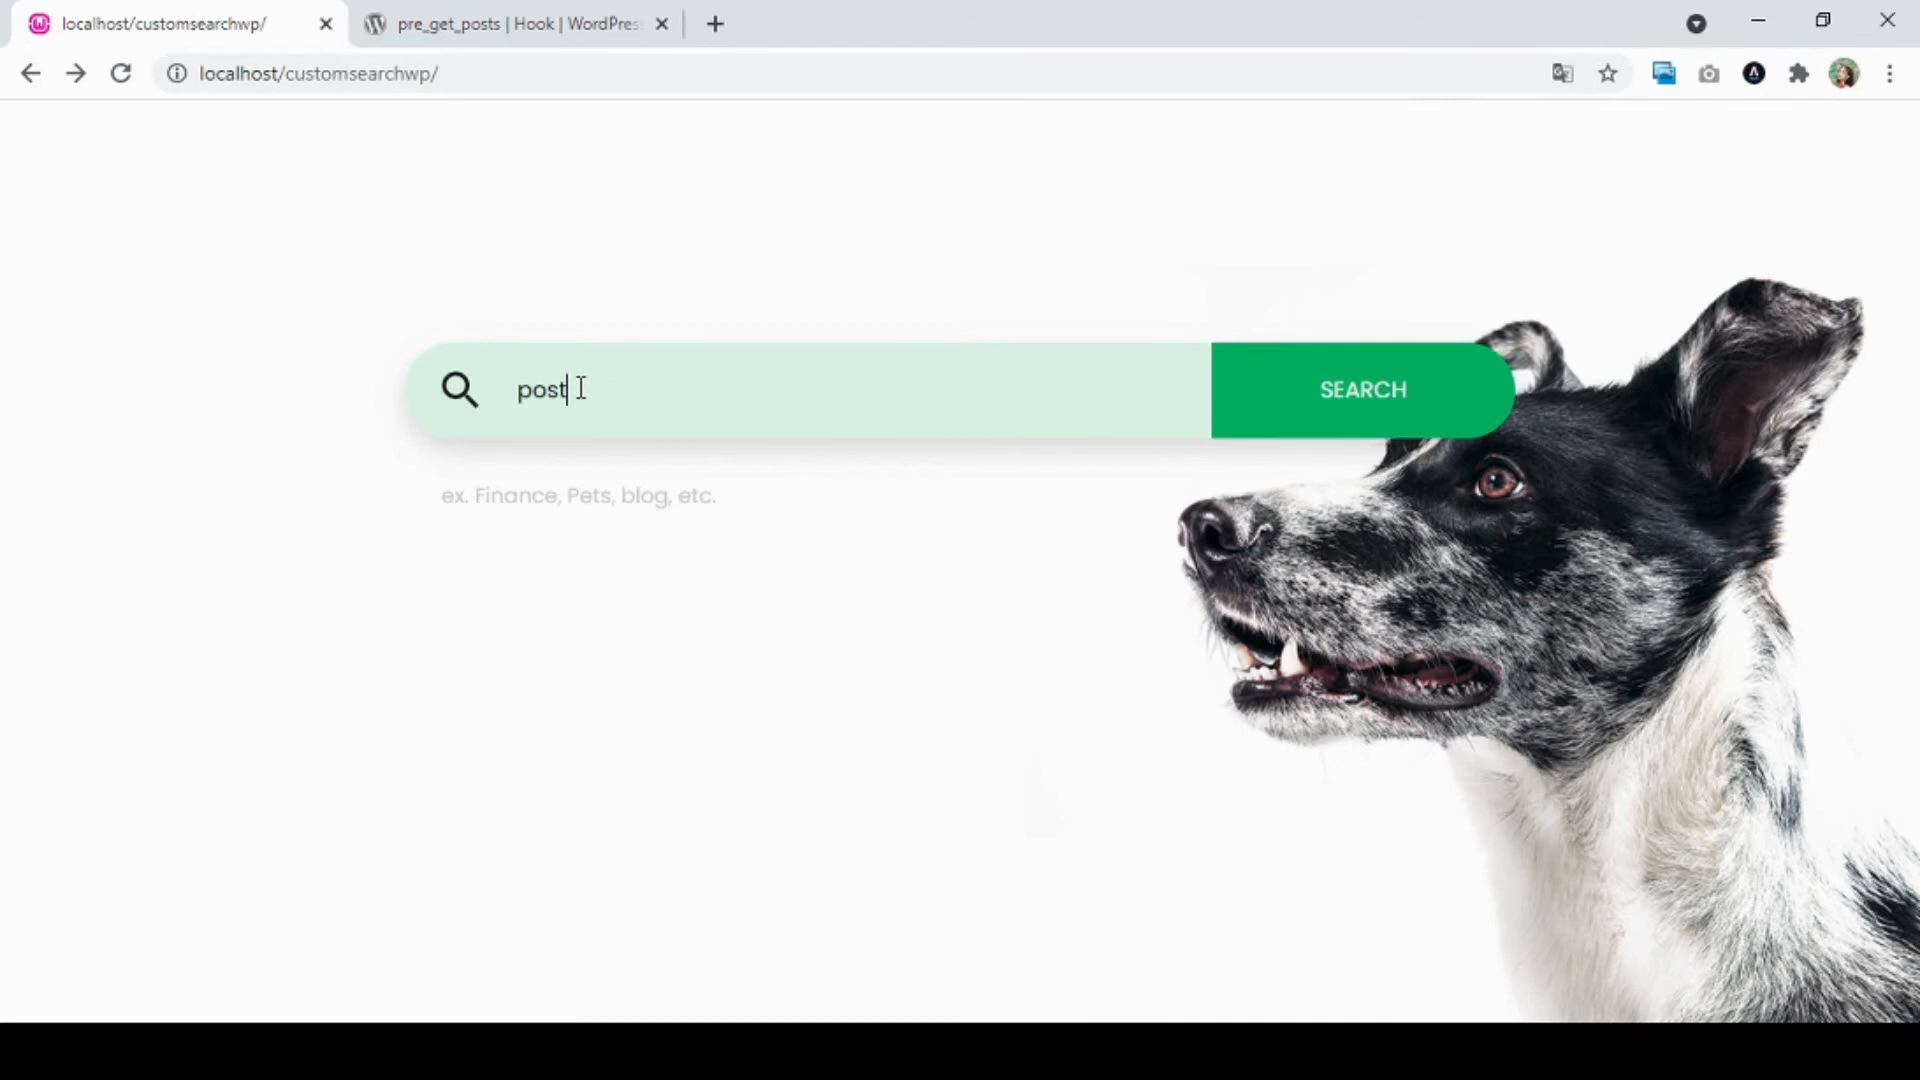 localhost/customsearchwp/
pre_get_posts | Hook | WordPres
localhost/customsearchwp/
post
SEARCH
ex. Finance, Pets, blog, etc.